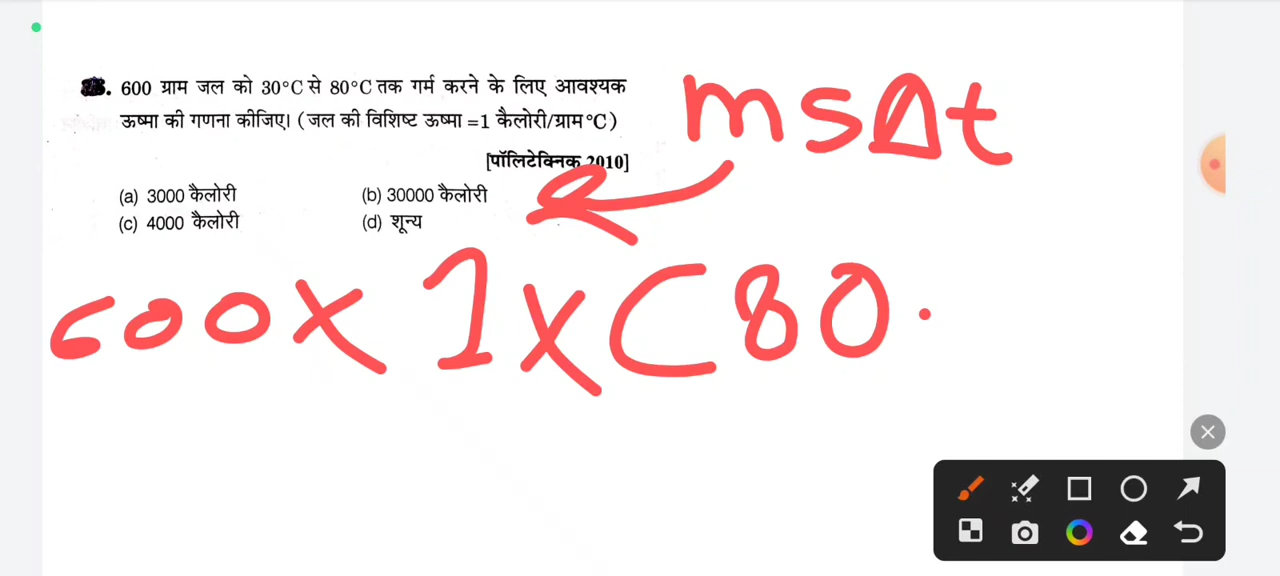 600 ग्राम जल को 30°C से 80°C तक गर्म करने के लिए आवश्यक
ऊष्मा की गणना कीजिए। (जल की विशिष्ट ऊष्मा =1 कैलोरी/ग्राम°C)
[पॉलिटेक्निक 2010]
(a) 3000 कैलोरी (b) 30000 कैलोरी
(c) 4000 कैलोरी (d) शून्य
msΔt
600 x 1 x ( 80 .